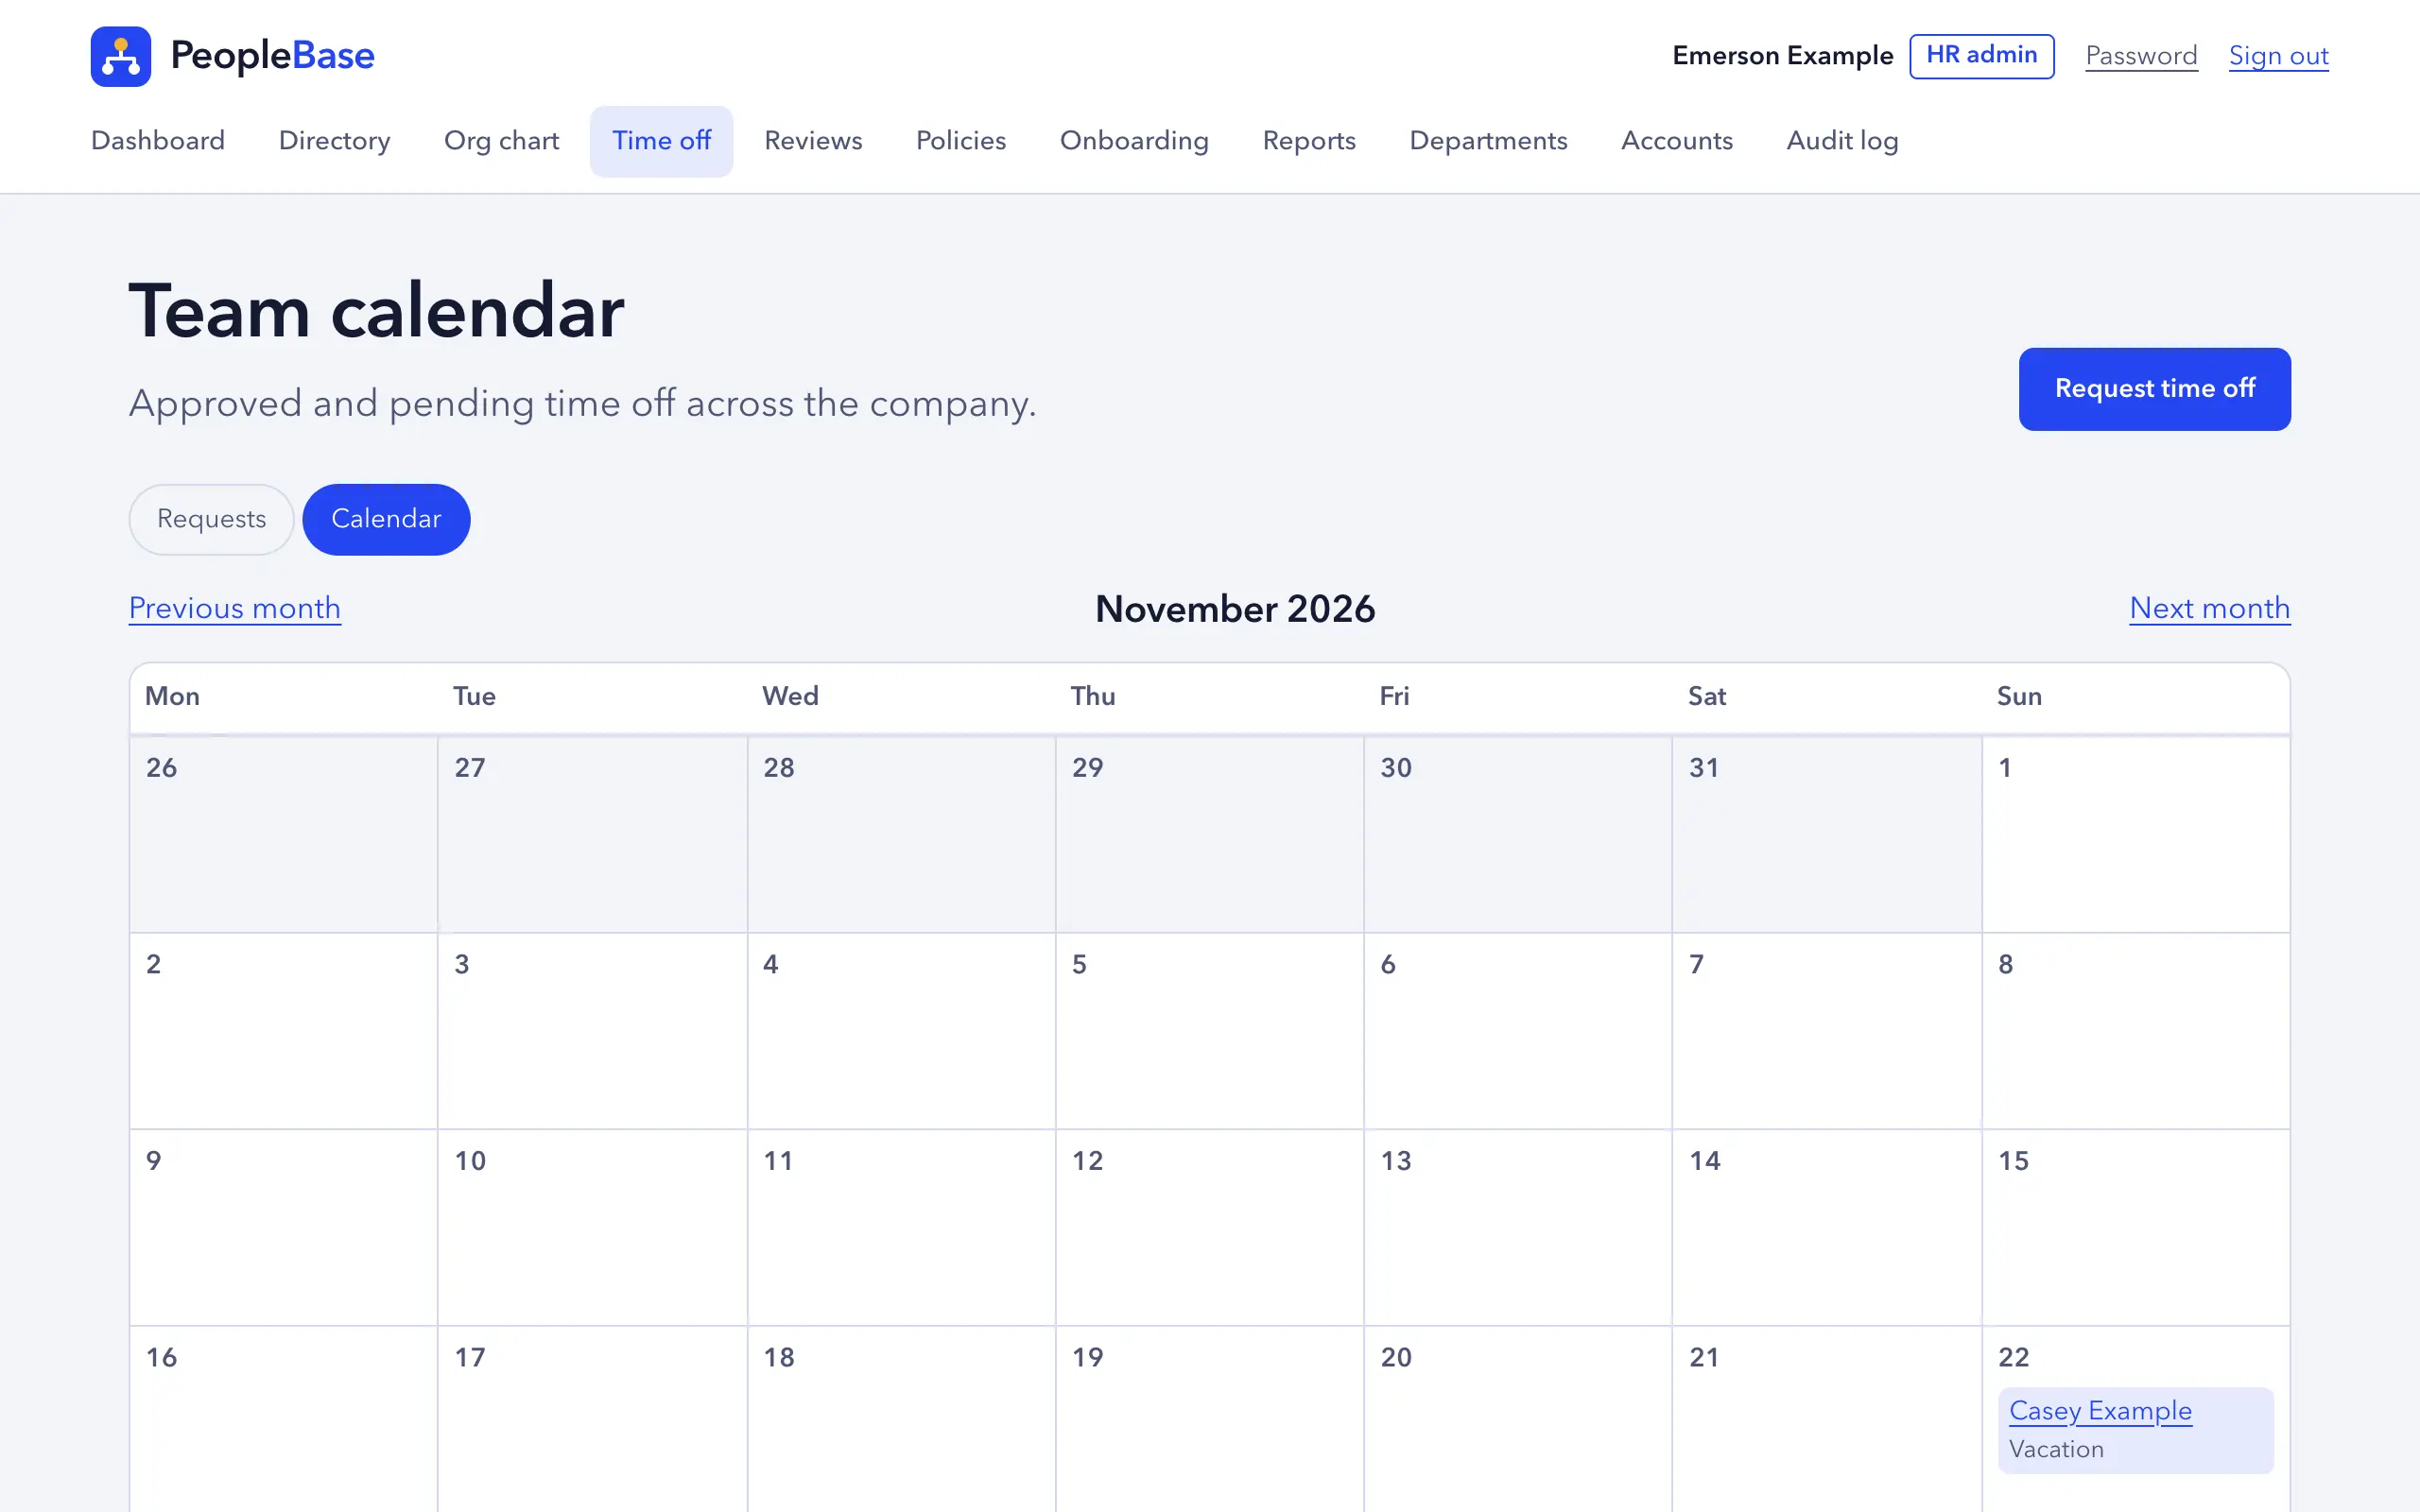 PeopleBase
Emerson Example HR admin Password Sign out
Dashboard Directory Org chart Time off Reviews Policies Onboarding Reports Departments Accounts Audit log
Team calendar
Approved and pending time off across the company.
Request time off
Requests Calendar
Previous month November 2026 Next month
Mon Tue Wed Thu Fri Sat Sun
26 27 28 29 30 31 1
2 3 4 5 6 7 8
9 10 11 12 13 14 15
16 17 18 19 20 21 22
Casey Example
Vacation